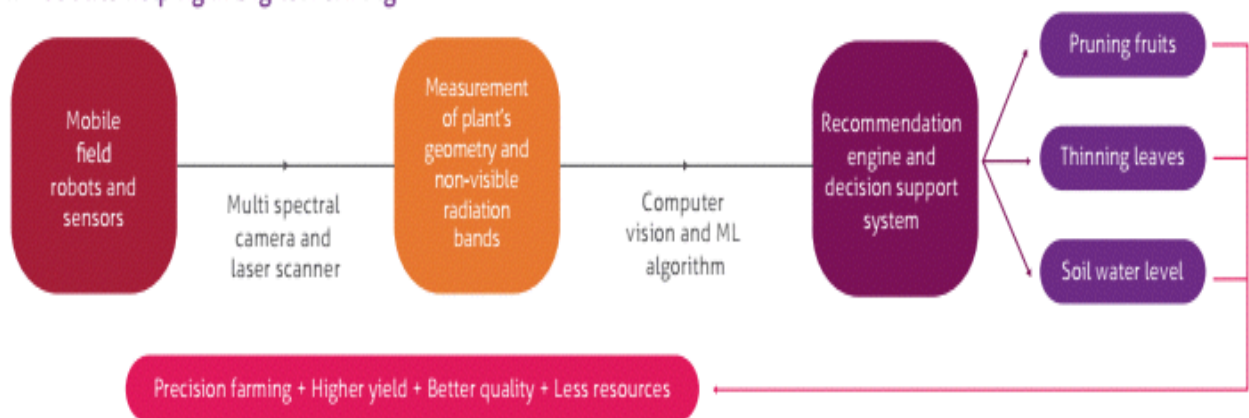 Mobile
field
robots and
sensors
Multi spectral
camera and
laser scanner
Measurement
of plant's
geometry and
non-visible
radiation
bands
Computer
vision and ML
algorithm
Recommendation
engine and
decision support
system
Pruning fruits
Thinning leaves
Soil water level
Precision farming + Higher yield + Better quality + Less resources